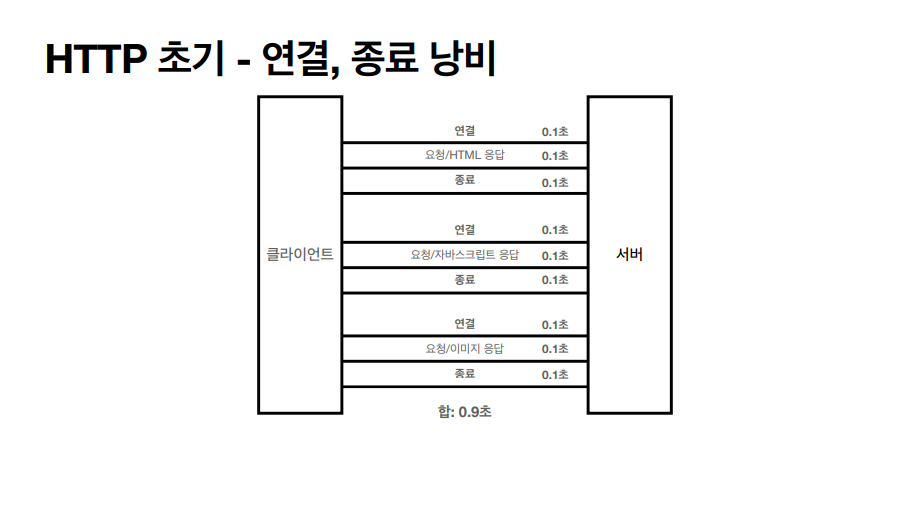 HTTP 초기 - 연결, 종료 낭비
연결 0.1초
요청/HTML 응답 0.1초
종료 0.1초
연결 0.1초
클라이언트 요청/자바스크립트 응답 0.1초 서버
종료 0.1초
연결 0.1초
요청/이미지 응답 0.1초
종료 0.1초
합: 0.9초